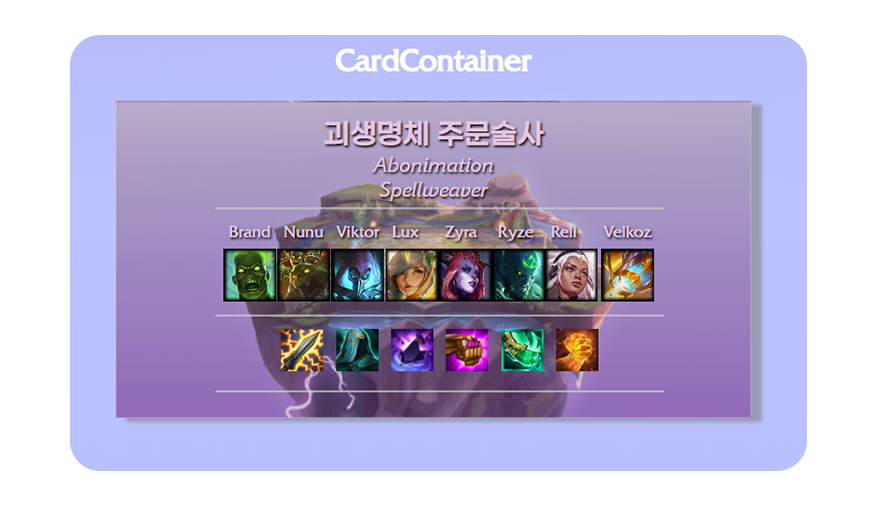 CardContainer
괴생명체 주문술사
Abonimation
Spellweaver
Brand Nunu Viktor Lux Zyra Ryze Rell Velkoz